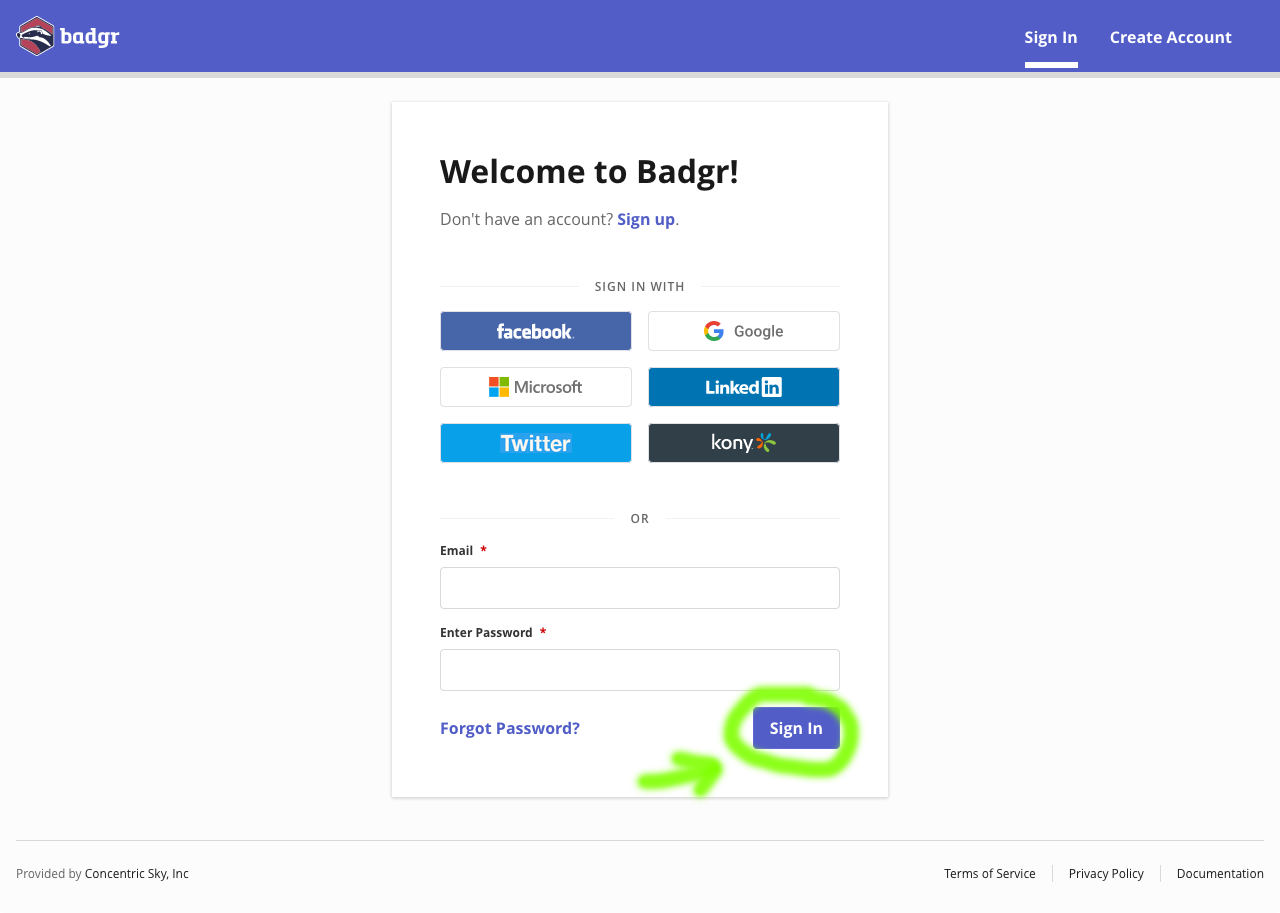 badgr
Sign In
Create Account
Welcome to Badgr!
Don't have an account? Sign up.
SIGN IN WITH
facebook.
Google
Microsoft
Linked in
Twitter
kony
OR
Email *
Enter Password *
Forgot Password?
Sign In
Provided by Concentric Sky, Inc
Terms of Service
Privacy Policy
Documentation